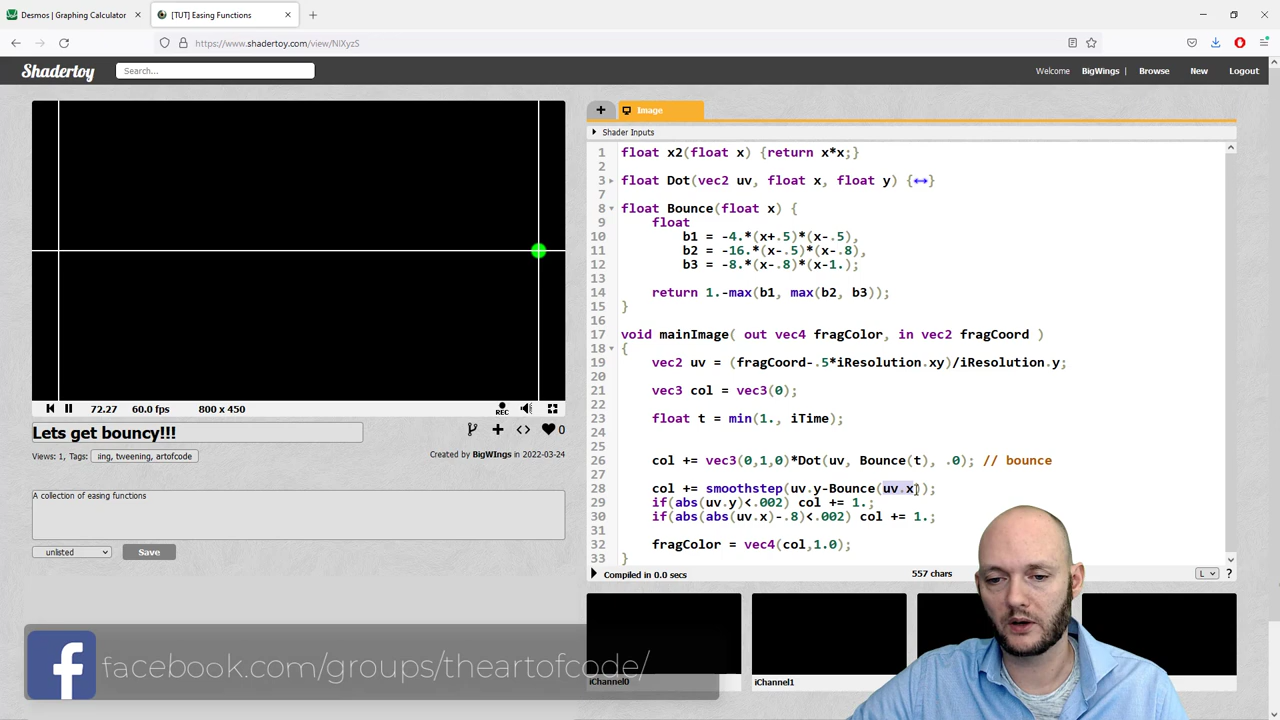 Desmos | Graphing Calculator
[TUT] Easing Functions
https://www.shadertoy.com/view/NlXyzS
Shadertoy
Search...
Welcome BigWings | Browse New Logout
+ Image
Shader Inputs
1 float x2(float x) {return x*x;}
2
3 float Dot(vec2 uv, float x, float y) {↔}
7
8 float Bounce(float x) {
9 float
10 b1 = -4.*(x+.5)*(x-.5),
11 b2 = -16.*(x-.5)*(x-.8),
12 b3 = -8.*(x-.8)*(x-1.);
13
14 return 1.-max(b1, max(b2, b3));
15 }
16
17 void mainImage( out vec4 fragColor, in vec2 fragCoord )
18 {
19 vec2 uv = (fragCoord-.5*iResolution.xy)/iResolution.y;
20
21 vec3 col = vec3(0);
22
23 float t = min(1., iTime);
24
25
26 col += vec3(0,1,0)*Dot(uv, Bounce(t), .0); // bounce
27
28 col += smoothstep(uv.y-Bounce(uv.x));
29 if(abs(uv.y)<.002) col += 1.;
30 if(abs(abs(uv.x)-.8)<.002) col += 1.;
31
32 fragColor = vec4(col,1.0);
33 }
72.27 60.0 fps 800 x 450
REC
Lets get bouncy!!!
0
Views: 1, Tags: ing, tweening, artofcode
Created by BigWIngs in 2022-03-24
A collection of easing functions
unlisted Save
Compiled in 0.0 secs 557 chars L ?
facebook.com/groups/theartofcode/
iChannel0 iChannel1